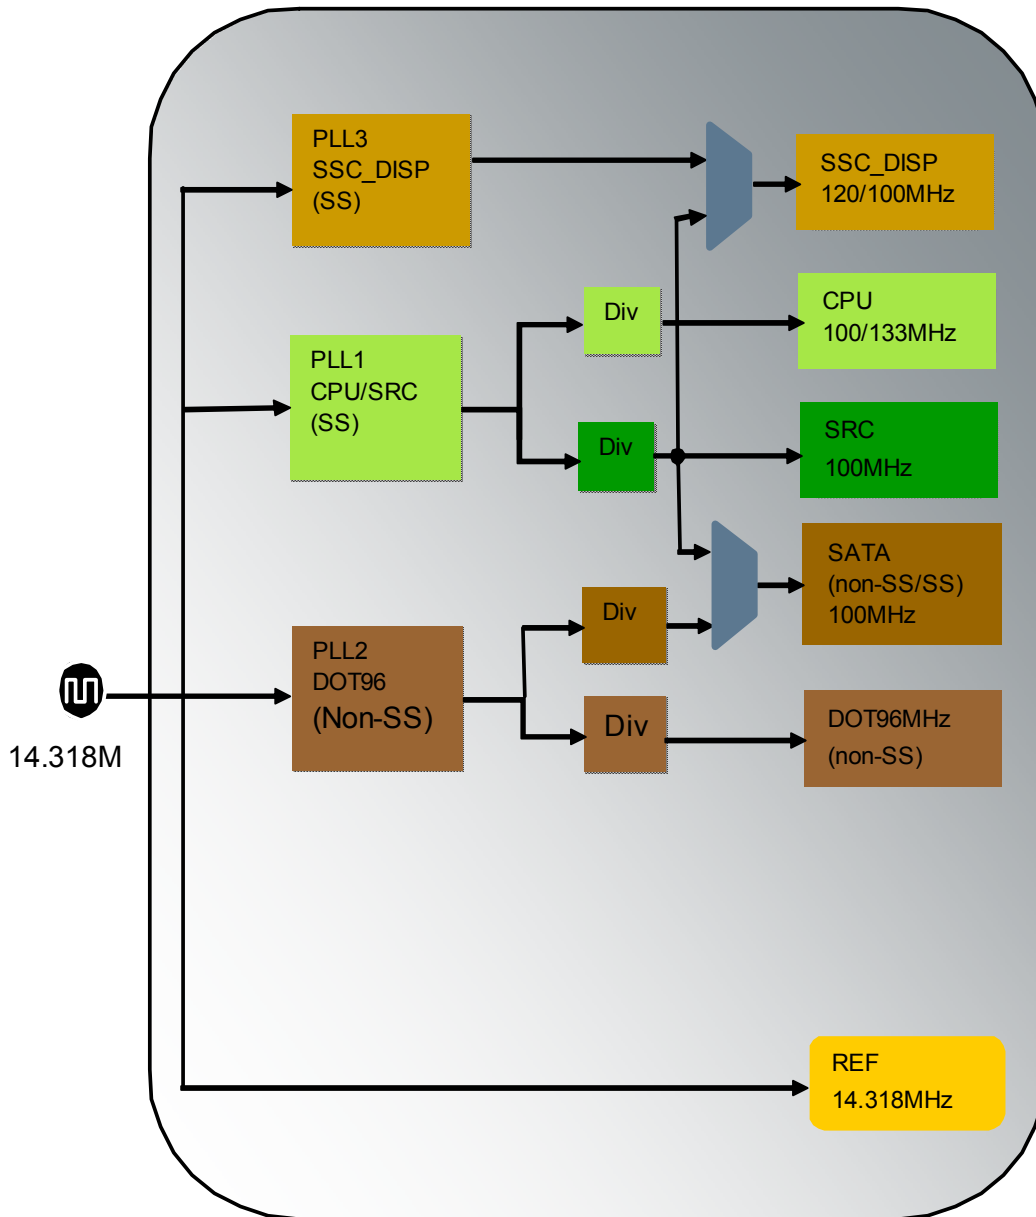 PLL3
SSC_DISP
(SS)
SSC_DISP
120/100MHz
Div
CPU
100/133MHz
PLL1
CPU/SRC
(SS)
Div
SRC
100MHz
SATA
(non-SS/SS)
100MHz
Div
PLL2
DOT96
(Non-SS)
Div
DOT96MHz
(non-SS)
14.318M
REF
14.318MHz